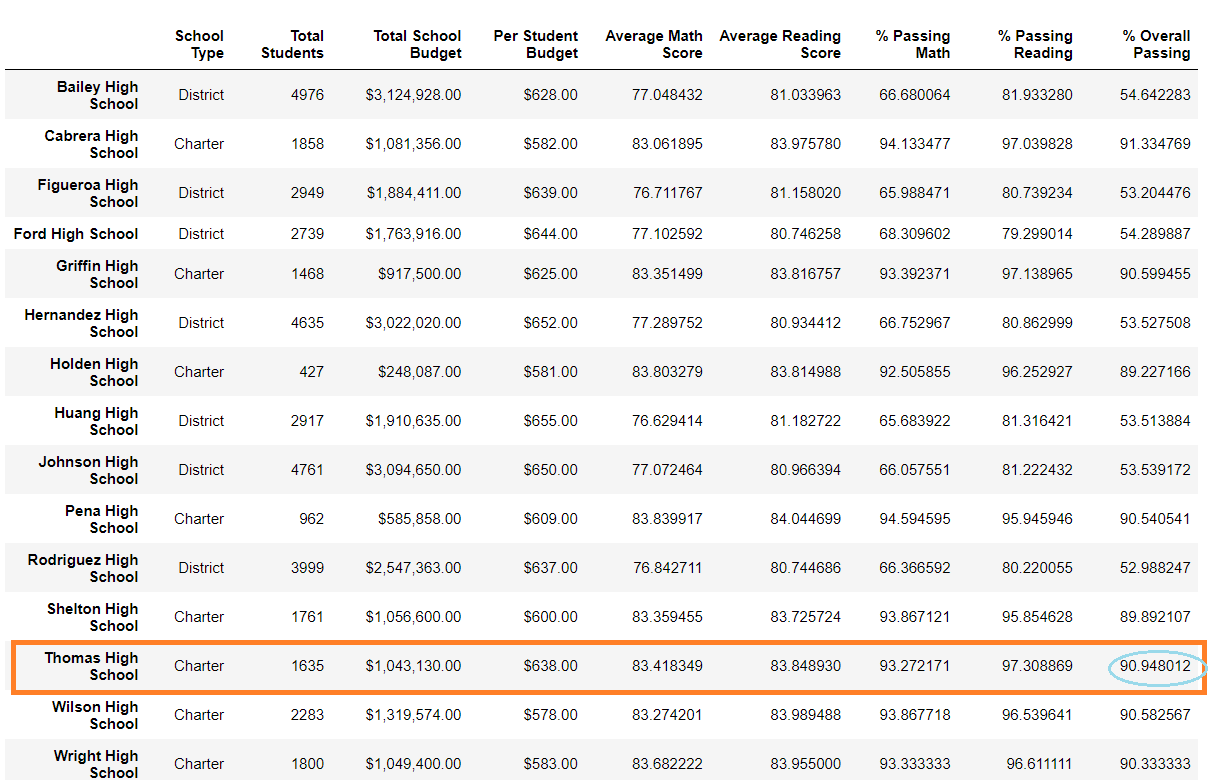 School Type Total Students Total School Budget Per Student Budget Average Math Score Average Reading Score % Passing Math % Passing Reading % Overall Passing
Bailey High School District 4976 $3,124,928.00 $628.00 77.048432 81.033963 66.680064 81.933280 54.642283
Cabrera High School Charter 1858 $1,081,356.00 $582.00 83.061895 83.975780 94.133477 97.039828 91.334769
Figueroa High School District 2949 $1,884,411.00 $639.00 76.711767 81.158020 65.988471 80.739234 53.204476
Ford High School District 2739 $1,763,916.00 $644.00 77.102592 80.746258 68.309602 79.299014 54.289887
Griffin High School Charter 1468 $917,500.00 $625.00 83.351499 83.816757 93.392371 97.138965 90.599455
Hernandez High School District 4635 $3,022,020.00 $652.00 77.289752 80.934412 66.752967 80.862999 53.527508
Holden High School Charter 427 $248,087.00 $581.00 83.803279 83.814988 92.505855 96.252927 89.227166
Huang High School District 2917 $1,910,635.00 $655.00 76.629414 81.182722 65.683922 81.316421 53.513884
Johnson High School District 4761 $3,094,650.00 $650.00 77.072464 80.966394 66.057551 81.222432 53.539172
Pena High School Charter 962 $585,858.00 $609.00 83.839917 84.044699 94.594595 95.945946 90.540541
Rodriguez High School District 3999 $2,547,363.00 $637.00 76.842711 80.744686 66.366592 80.220055 52.988247
Shelton High School Charter 1761 $1,056,600.00 $600.00 83.359455 83.725724 93.867121 95.854628 89.892107
Thomas High School Charter 1635 $1,043,130.00 $638.00 83.418349 83.848930 93.272171 97.308869 90.948012
Wilson High School Charter 2283 $1,319,574.00 $578.00 83.274201 83.989488 93.867718 96.539641 90.582567
Wright High School Charter 1800 $1,049,400.00 $583.00 83.682222 83.955000 93.333333 96.611111 90.333333